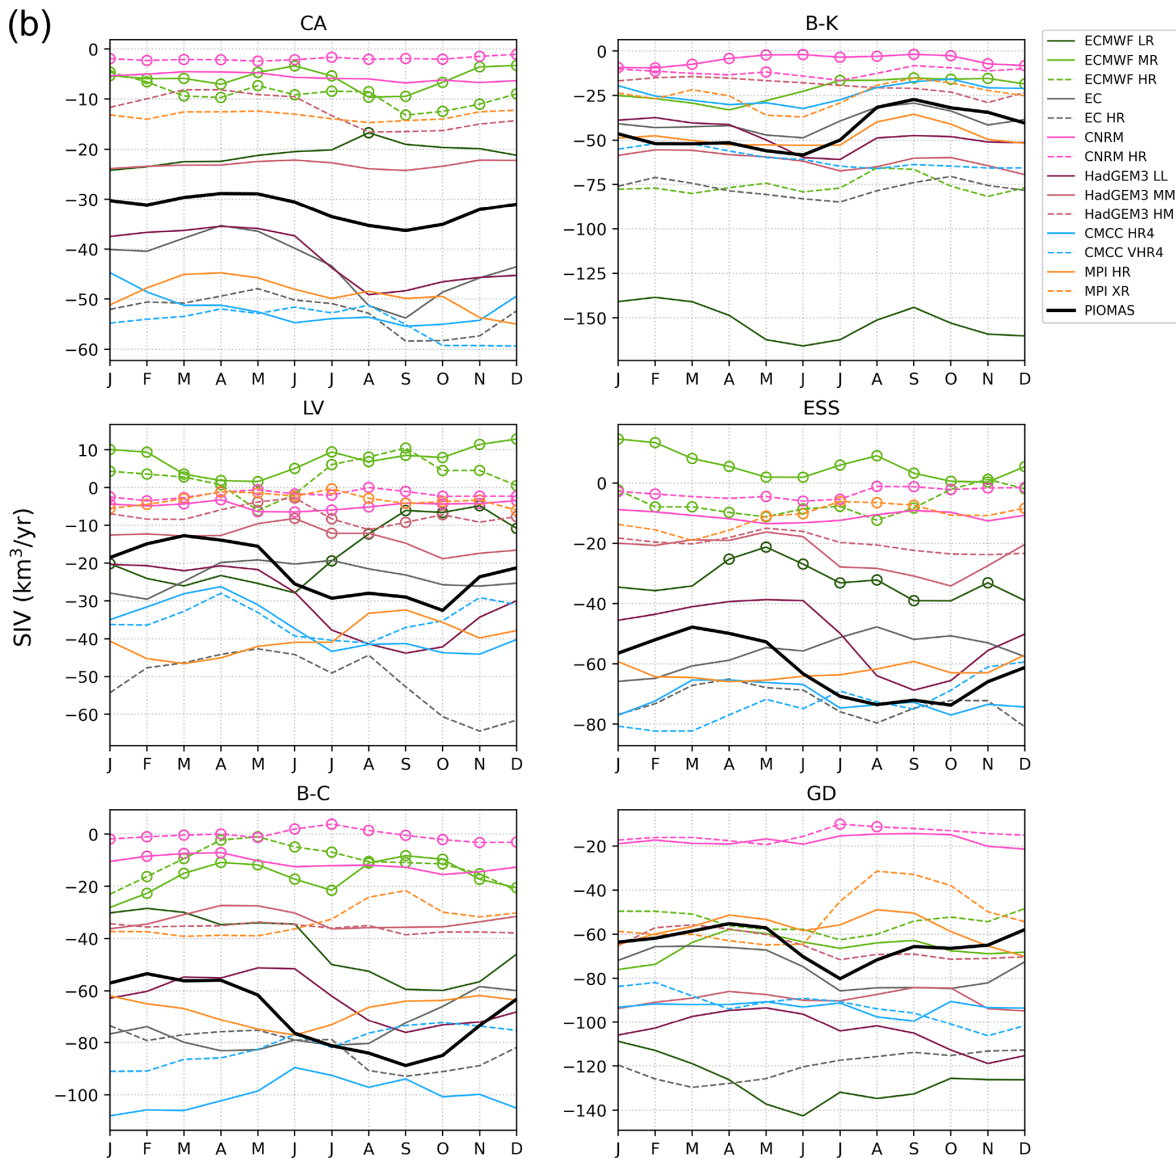 (b)
CA
0
−10
−20
−30
−40
−50
−60
J F M A M J J A S O N D
B-K
0
−25
−50
−75
−100
−125
−150
J F M A M J J A S O N D
ECMWF LR
ECMWF MR
ECMWF HR
EC
EC HR
CNRM
CNRM HR
HadGEM3 LL
HadGEM3 MM
HadGEM3 HM
CMCC HR4
CMCC VHR4
MPI HR
MPI XR
PIOMAS
SIV (km³/yr)
LV
10
0
−10
−20
−30
−40
−50
−60
J F M A M J J A S O N D
ESS
0
−20
−40
−60
−80
J F M A M J J A S O N D
B-C
0
−20
−40
−60
−80
−100
J F M A M J J A S O N D
GD
−20
−40
−60
−80
−100
−120
−140
J F M A M J J A S O N D